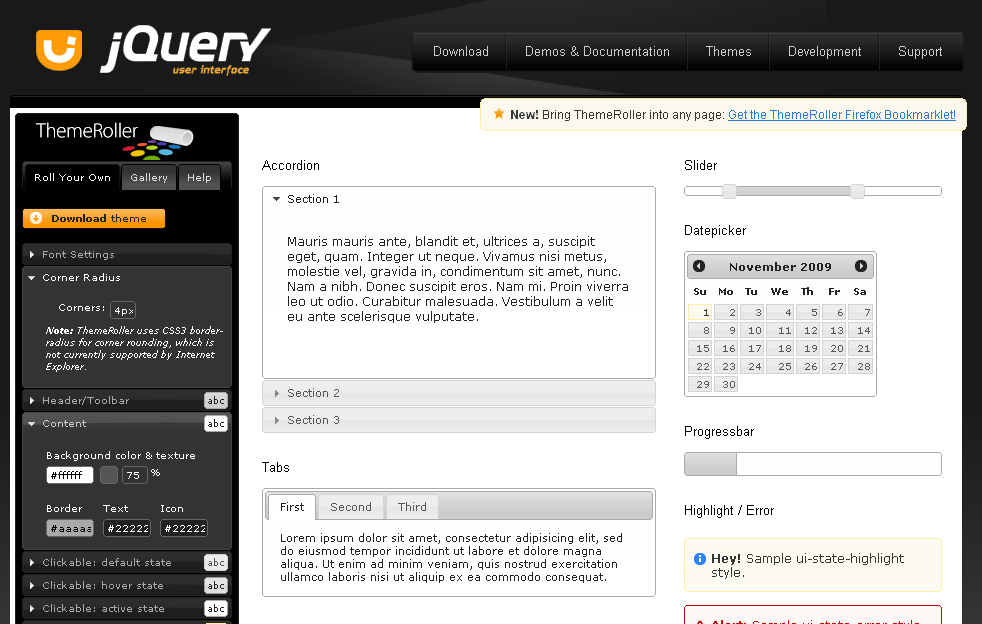 jQuery
user interface
Download
Demos & Documentation
Themes
Development
Support
New! Bring ThemeRoller into any page: Get the ThemeRoller Firefox Bookmarklet!
ThemeRoller
Roll Your Own
Gallery
Help
Download theme
Font Settings
Corner Radius
Corners: 4px
Note: ThemeRoller uses CSS3 border-
radius for corner rounding, which is
not currently supported by Internet
Explorer.
Header/Toolbar abc
Content abc
Background color & texture
#ffffff 75 %
Border Text Icon
#aaaaa #22222 #22222
Clickable: default state abc
Clickable: hover state abc
Clickable: active state abc
Accordion
Section 1
Mauris mauris ante, blandit et, ultrices a, suscipit
eget, quam. Integer ut neque. Vivamus nisi metus,
molestie vel, gravida in, condimentum sit amet, nunc.
Nam a nibh. Donec suscipit eros. Nam mi. Proin viverra
leo ut odio. Curabitur malesuada. Vestibulum a velit
eu ante scelerisque vulputate.
Section 2
Section 3
Tabs
First Second Third
Lorem ipsum dolor sit amet, consectetur adipisicing elit, sed
do eiusmod tempor incididunt ut labore et dolore magna
aliqua. Ut enim ad minim veniam, quis nostrud exercitation
ullamco laboris nisi ut aliquip ex ea commodo consequat.
Slider
Datepicker
November 2009
Su Mo Tu We Th Fr Sa
1 2 3 4 5 6 7
8 9 10 11 12 13 14
15 16 17 18 19 20 21
22 23 24 25 26 27 28
29 30
Progressbar
Highlight / Error
Hey! Sample ui-state-highlight
style.
Alert: Sample ui-state-error style